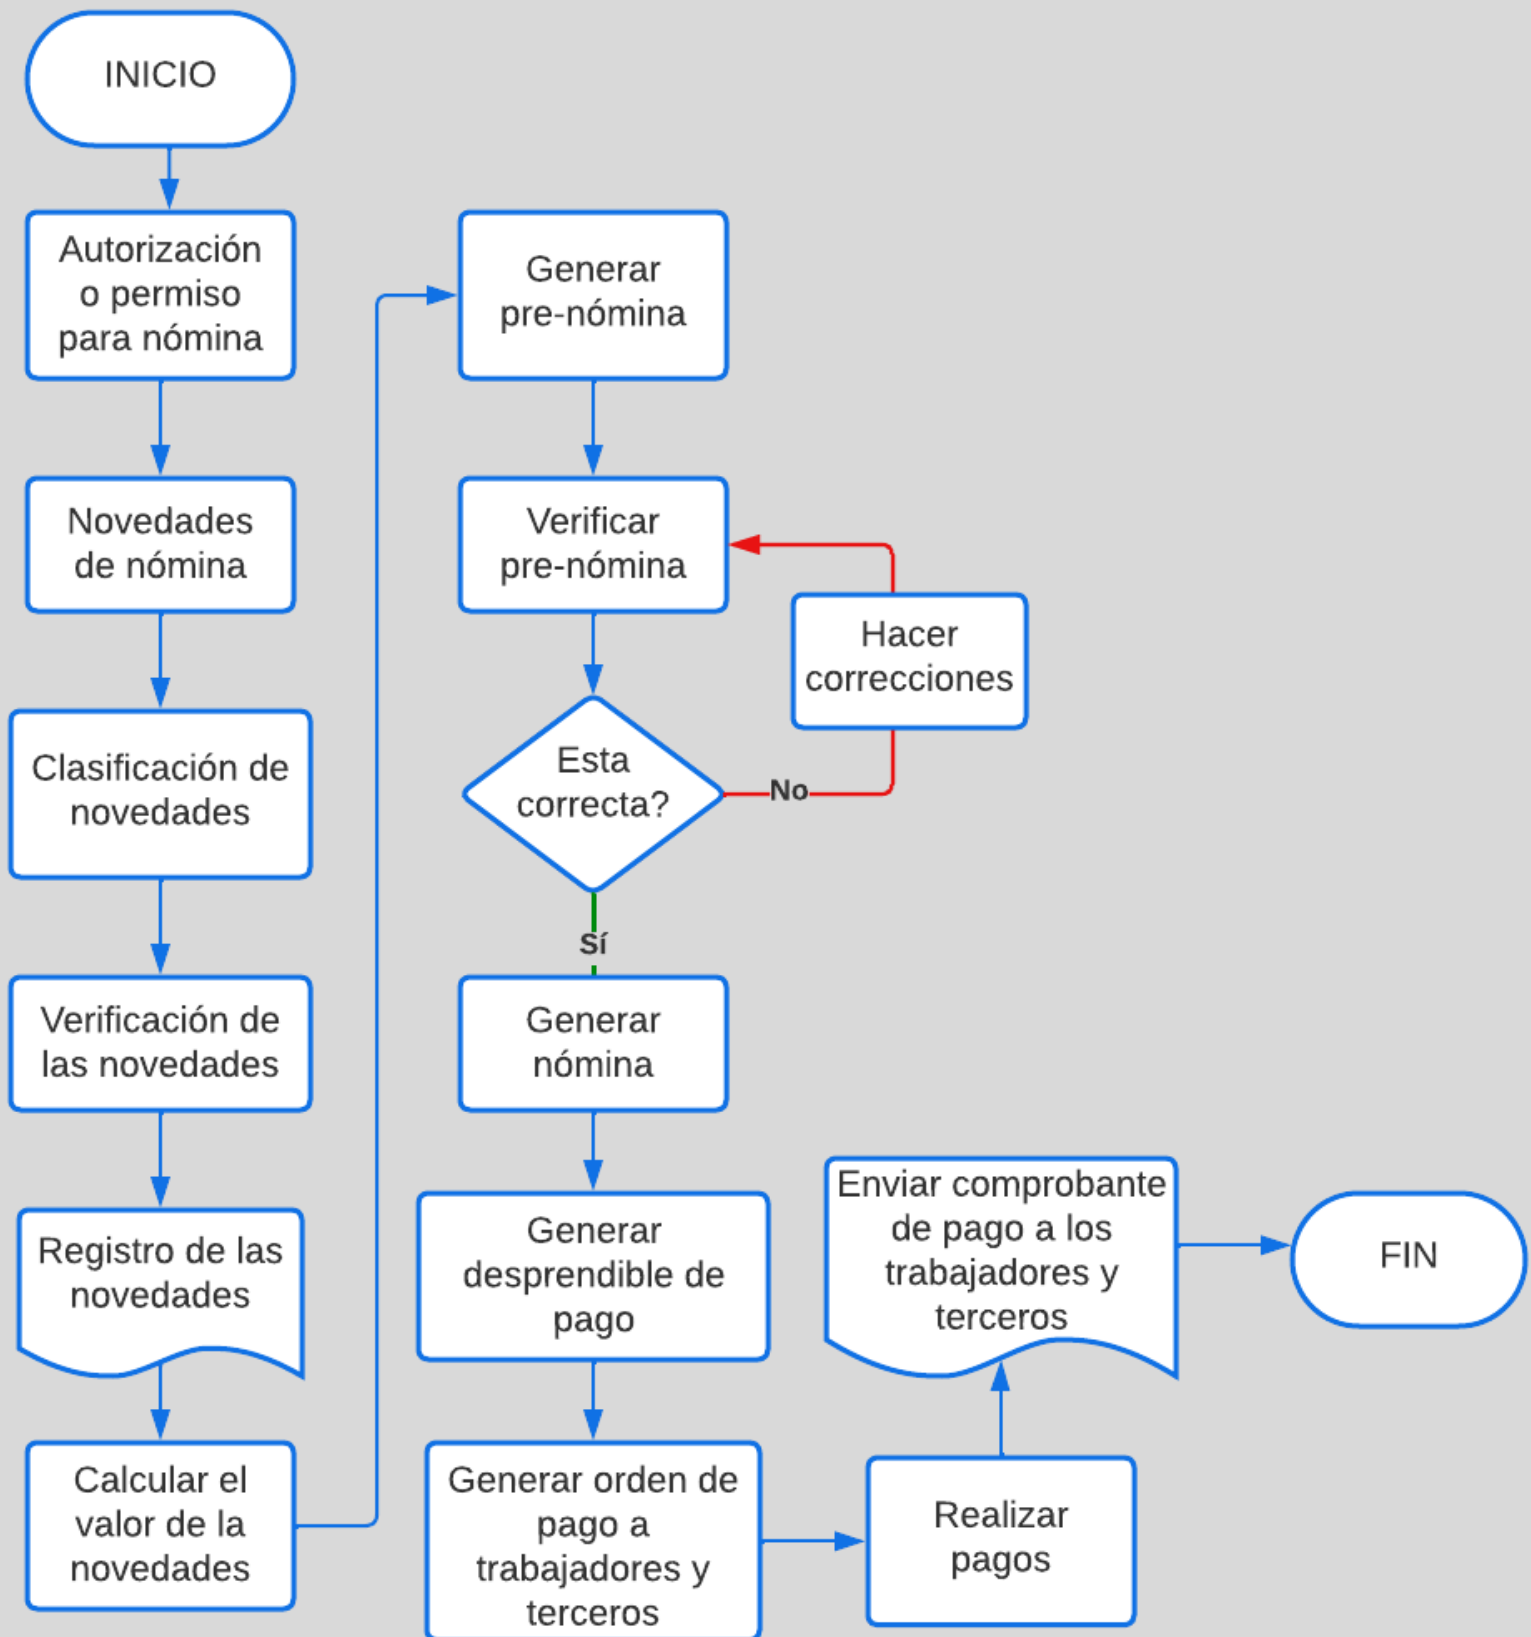 INICIO
Autorización
o permiso
para nómina
Novedades
de nómina
Clasificación de
novedades
Verificación de
las novedades
Registro de las
novedades
Calcular el
valor de la
novedades
Generar
pre-nómina
Verificar
pre-nómina
Hacer
correcciones
Esta
correcta?
No
Sí
Generar
nómina
Generar
desprendible de
pago
Generar orden de
pago a
trabajadores y
terceros
Realizar
pagos
Enviar comprobante
de pago a los
trabajadores y
terceros
FIN